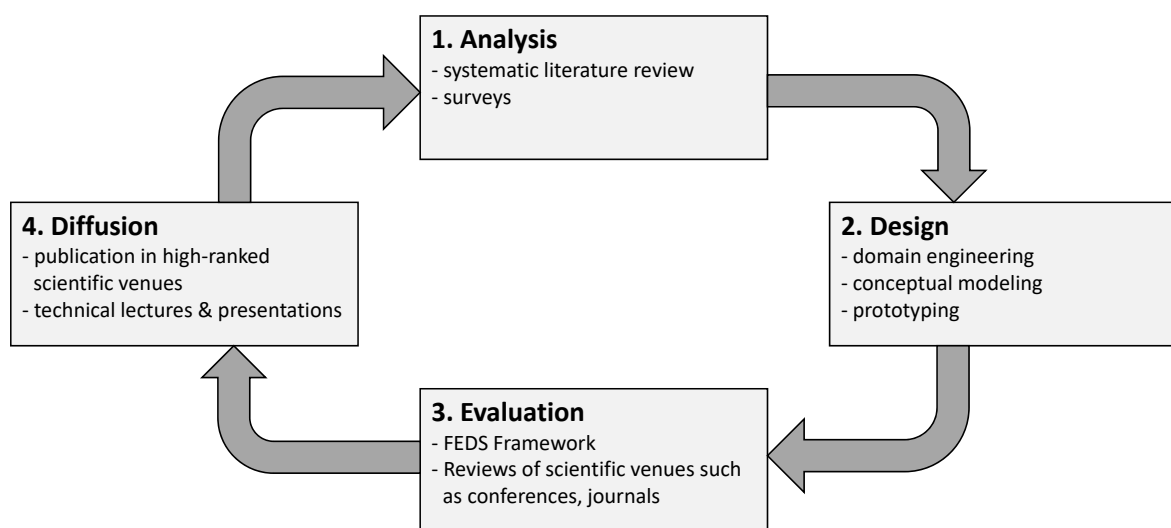 1. Analysis
- systematic literature review
- surveys
2. Design
- domain engineering
- conceptual modeling
- prototyping
3. Evaluation
- FEDS Framework
- Reviews of scientific venues such
as conferences, journals
4. Diffusion
- publication in high-ranked
scientific venues
- technical lectures & presentations